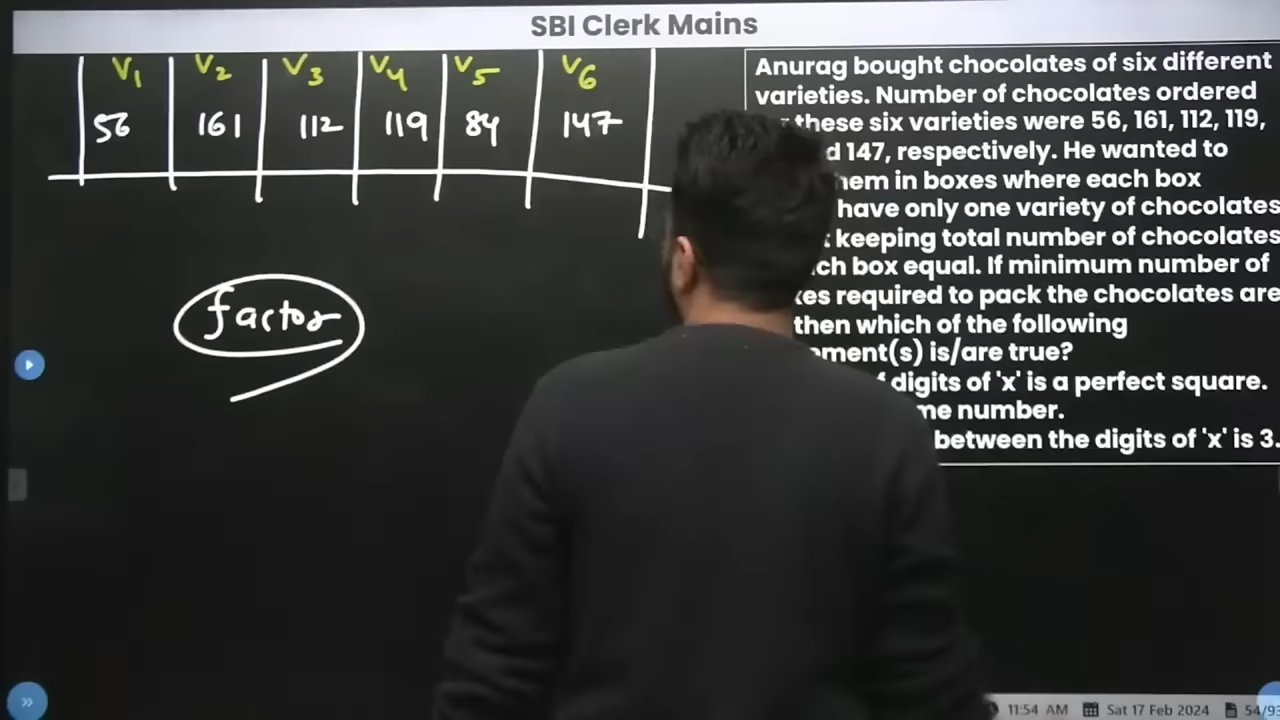 SBI Clerk Mains
V1 V2 V3 V4 V5 V6
56 161 112 119 84 147
factor
Anurag bought chocolates of six different
varieties. Number of chocolates ordered
these six varieties were 56, 161, 112, 119,
147, respectively. He wanted to
in boxes where each box
have only one variety of chocolates
keeping total number of chocolates
box equal. If minimum number of
required to pack the chocolates are
then which of the following
is/are true?
digits of 'x' is a perfect square.
number.
between the digits of 'x' is 3.
11:54 AM Sat 17 Feb 2024